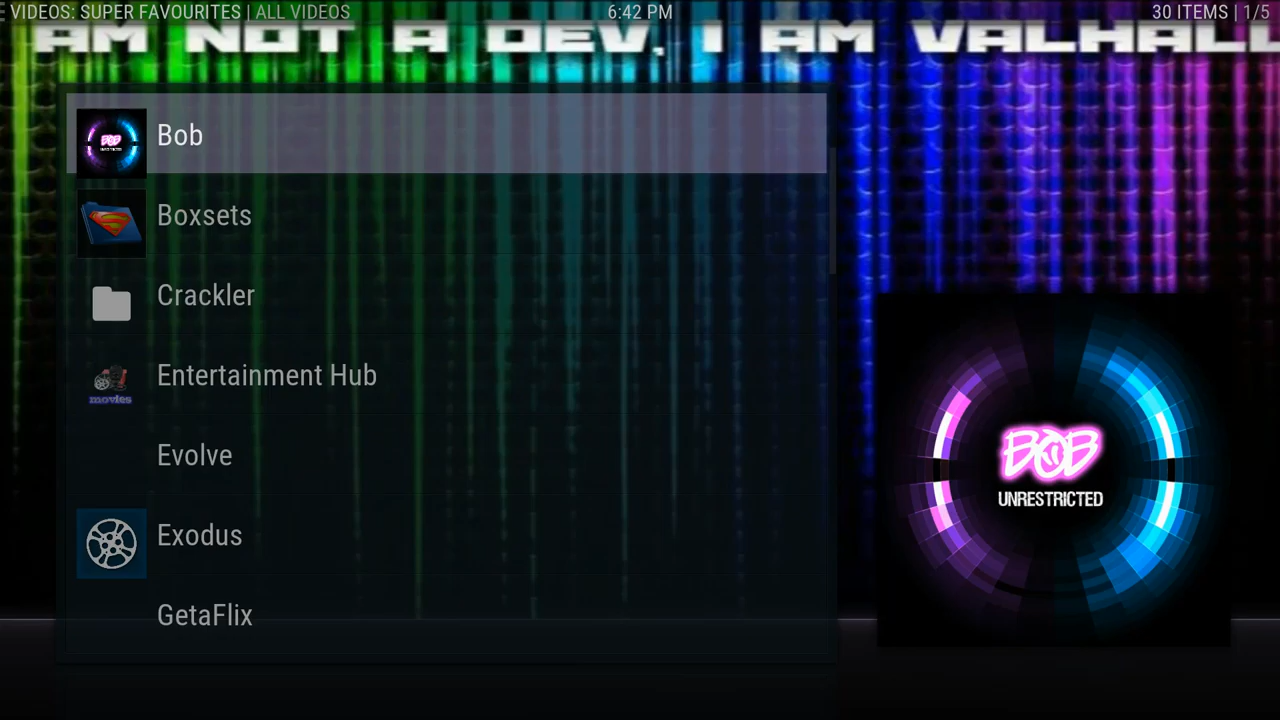 VIDEOS: SUPER FAVOURITES | ALL VIDEOS
6:42 PM
30 ITEMS | 1/5
AM NOT A DEV, I AM VALHALL
Bob
Boxsets
Crackler
Entertainment Hub
movies
Evolve
Exodus
GetaFlix
BOB
UNRESTRICTED